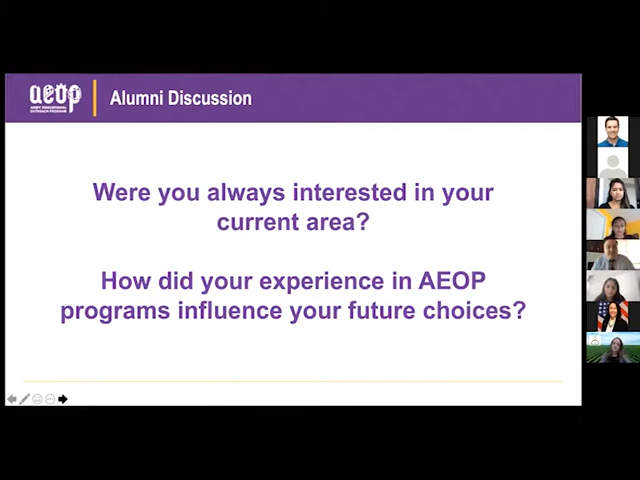 aeop
ARMY EDUCATIONAL
OUTREACH PROGRAM
Alumni Discussion
Were you always interested in your
current area?
How did your experience in AEOP
programs influence your future choices?